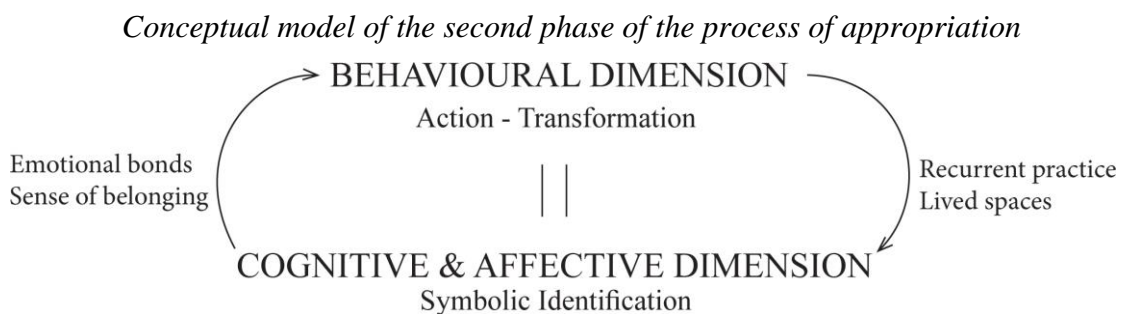 Conceptual model of the second phase of the process of appropriation
BEHAVIOURAL DIMENSION
Action - Transformation
Emotional bonds
Sense of belonging
Recurrent practice
Lived spaces
COGNITIVE & AFFECTIVE DIMENSION
Symbolic Identification